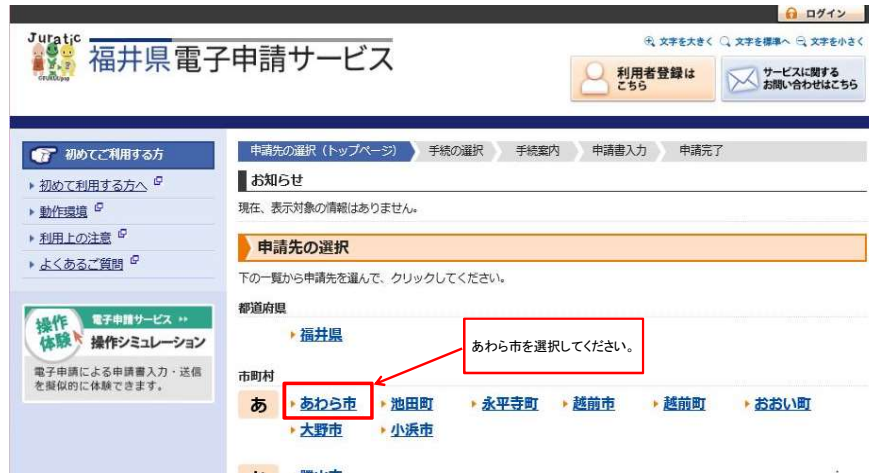 ログイン
Juratic
福井県電子申請サービス
文字を大きく 文字を標準へ 文字を小さく
利用者登録は
こちら
サービスに関する
お問い合わせはこちら
初めてご利用する方
初めて利用する方へ
動作環境
利用上の注意
よくあるご質問
操作
体験
電子申請サービス
操作シミュレーション
電子申請による申請書入力・送信
を擬似的に体験できます。
申請先の選択（トップページ） 手続の選択 手続案内 申請書入力 申請完了
お知らせ
現在、表示対象の情報はありません。
申請先の選択
下の一覧から申請先を選んで、クリックしてください。
都道府県
福井県
あわら市を選択してください。
市町村
あ あわら市 池田町 永平寺町 越前市 越前町 おおい町
大野市 小浜市